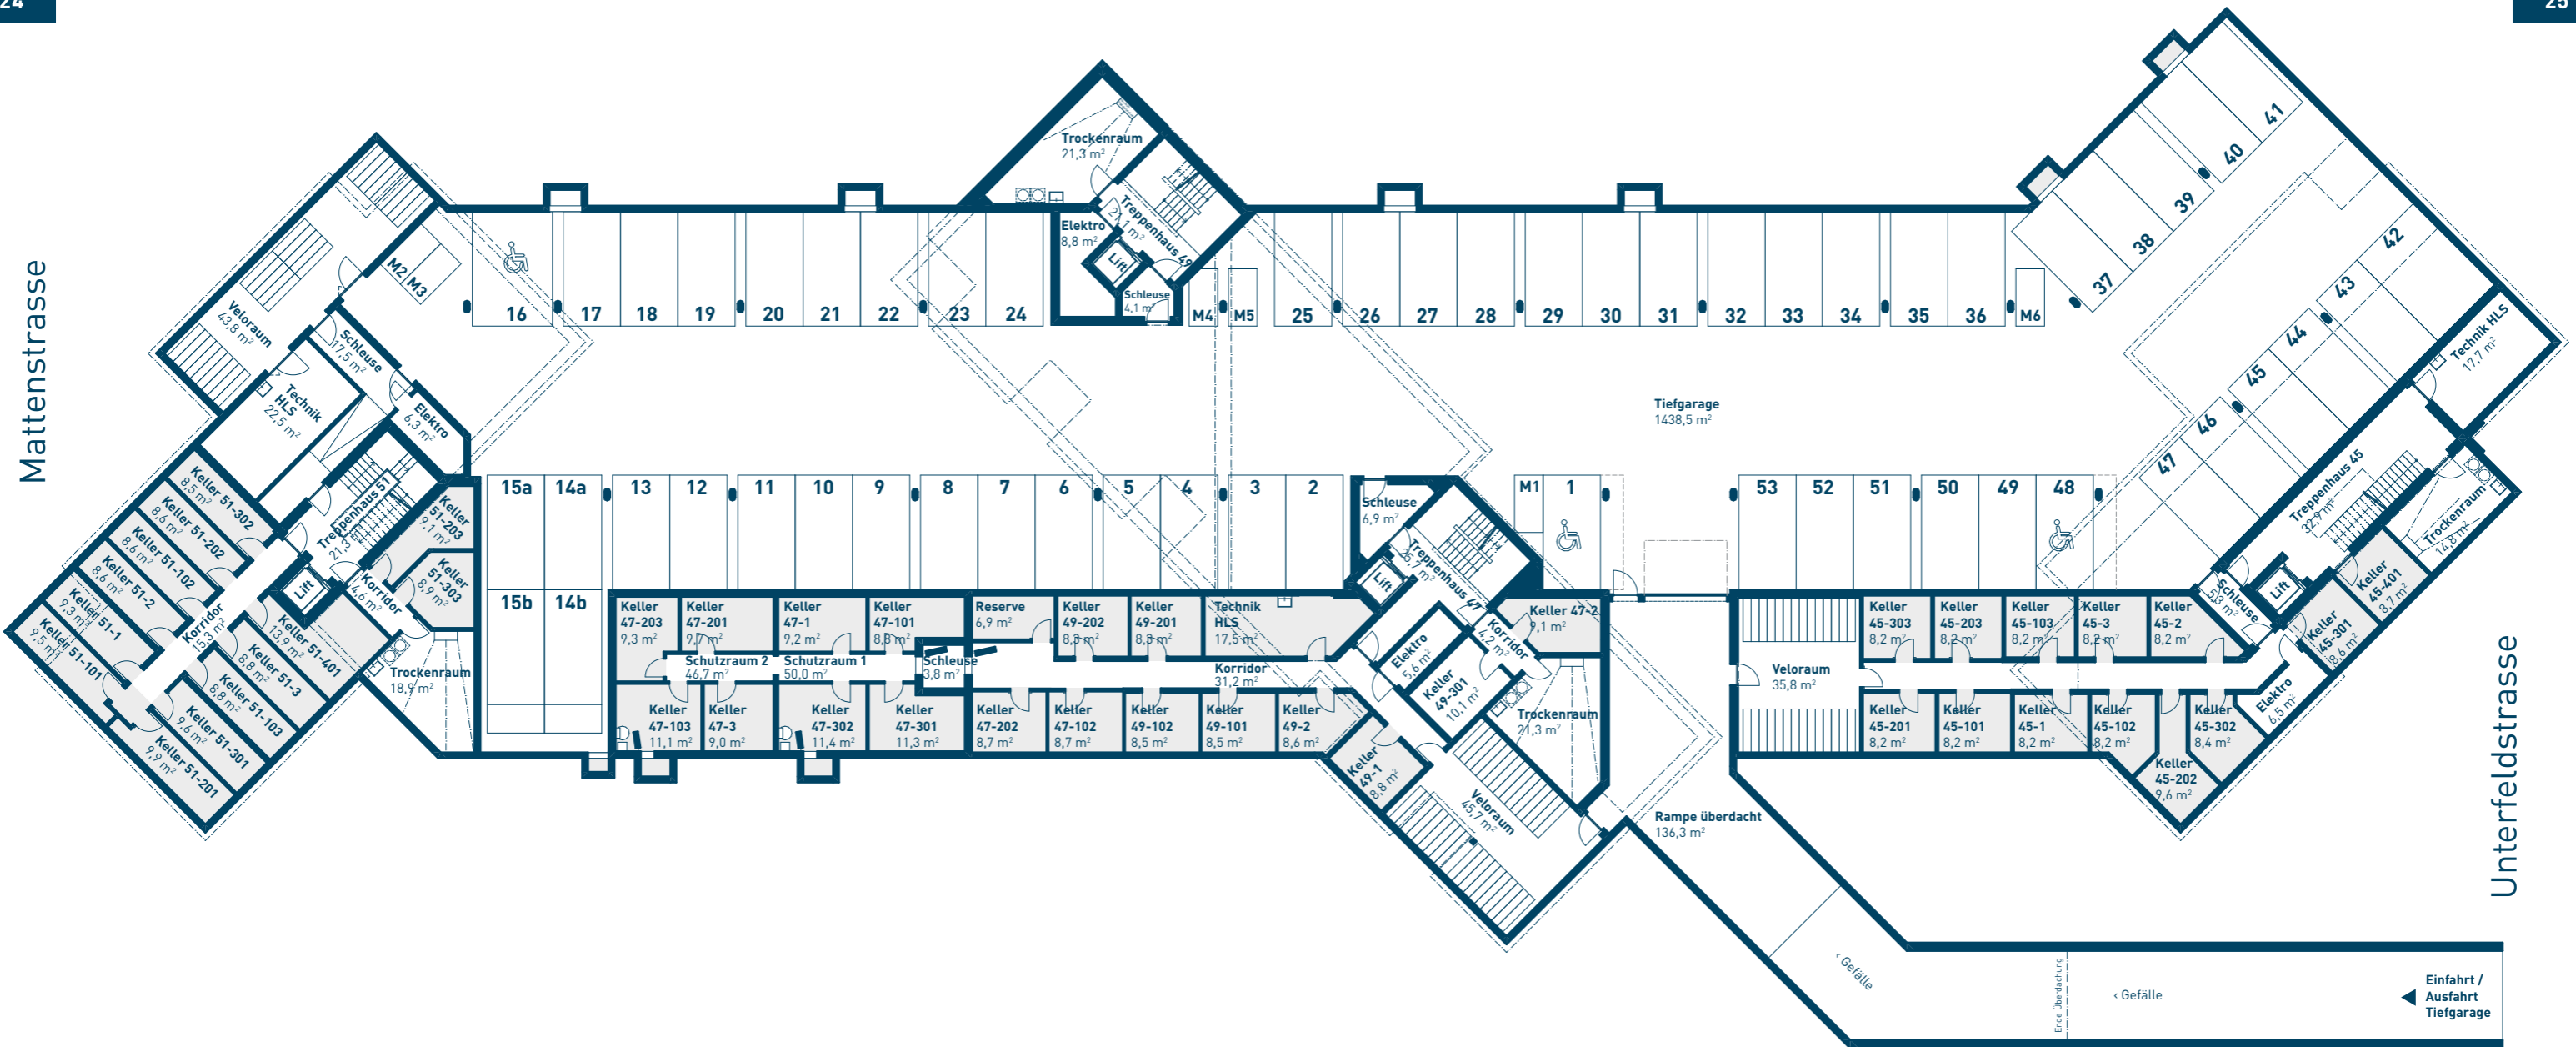 24
25
Mattenstrasse
Unterfeldstrasse
Veloraum
43,8 m²
M2
M3
Schleuse
7,5 m²
Technik
HLS
22,5 m²
Elektro
6,3 m²
Treppenhaus 51
21,3 m²
Lift
Keller 51-302
8,5 m²
Keller 51-202
8,6 m²
Keller 51-102
8,6 m²
Keller 51-2
8,6 m²
Keller 51-1
9,3 m²
Keller 51-101
9,5 m²
Korridor
15,3 m²
Keller
51-203
9,1 m²
Keller
51-303
8,9 m²
Korridor
4,6 m²
Keller 51-401
13,9 m²
Keller 51-3
8,8 m²
Keller 51-103
8,8 m²
Keller 51-301
9,6 m²
Keller 51-201
9,9 m²
Trockenraum
18,9 m²
16
17
18
19
20
21
22
23
24
Trockenraum
21,3 m²
Elektro
8,8 m²
Treppenhaus 49
Lift
Schleuse
4,1 m²
M4
M5
25
26
27
28
29
30
31
32
33
34
35
36
M6
37
38
39
40
41
42
43
44
45
46
47
Tiefgarage
1438,5 m²
Technik HLS
17,7 m²
15a
14a
13
12
11
10
9
8
7
6
5
4
3
2
15b
14b
Schleuse
6,9 m²
Treppenhaus 47
Lift
M1
1
53
52
51
50
49
48
Keller
47-203
9,3 m²
Keller
47-201
9,7 m²
Keller
47-1
9,2 m²
Keller
47-101
8,8 m²
Reserve
6,9 m²
Keller
49-202
8,3 m²
Keller
49-201
8,3 m²
Technik
HLS
17,5 m²
Schutzraum 2
46,7 m²
Schutzraum 1
50,0 m²
Schleuse
3,8 m²
Korridor
31,2 m²
Keller
47-103
11,1 m²
Keller
47-3
9,0 m²
Keller
47-302
11,4 m²
Keller
47-301
11,3 m²
Keller
47-202
8,7 m²
Keller
47-102
8,7 m²
Keller
49-102
8,5 m²
Keller
49-101
8,5 m²
Keller
49-2
8,6 m²
Keller
49-1
8,8 m²
Elektro
5,6 m²
Keller
49-301
10,1 m²
Korridor
4,2 m²
Keller 47-2
9,1 m²
Trockenraum
21,3 m²
Veloraum
45,7 m²
Rampe überdacht
136,3 m²
Veloraum
35,8 m²
Keller
45-303
8,2 m²
Keller
45-203
8,2 m²
Keller
45-103
8,2 m²
Keller
45-3
8,2 m²
Keller
45-2
8,2 m²
Keller
45-201
8,2 m²
Keller
45-101
8,2 m²
Keller
45-1
8,2 m²
Keller
45-102
8,2 m²
Keller
45-302
8,4 m²
Keller
45-202
9,6 m²
Elektro
6,5 m²
Keller
45-301
8,6 m²
Keller
45-401
8,7 m²
Schleuse
5,3 m²
Lift
Treppenhaus 45
32,9 m²
Trockenraum
14,8 m²
‹ Gefälle
Ende Überdachung
‹ Gefälle
Einfahrt /
Ausfahrt
Tiefgarage